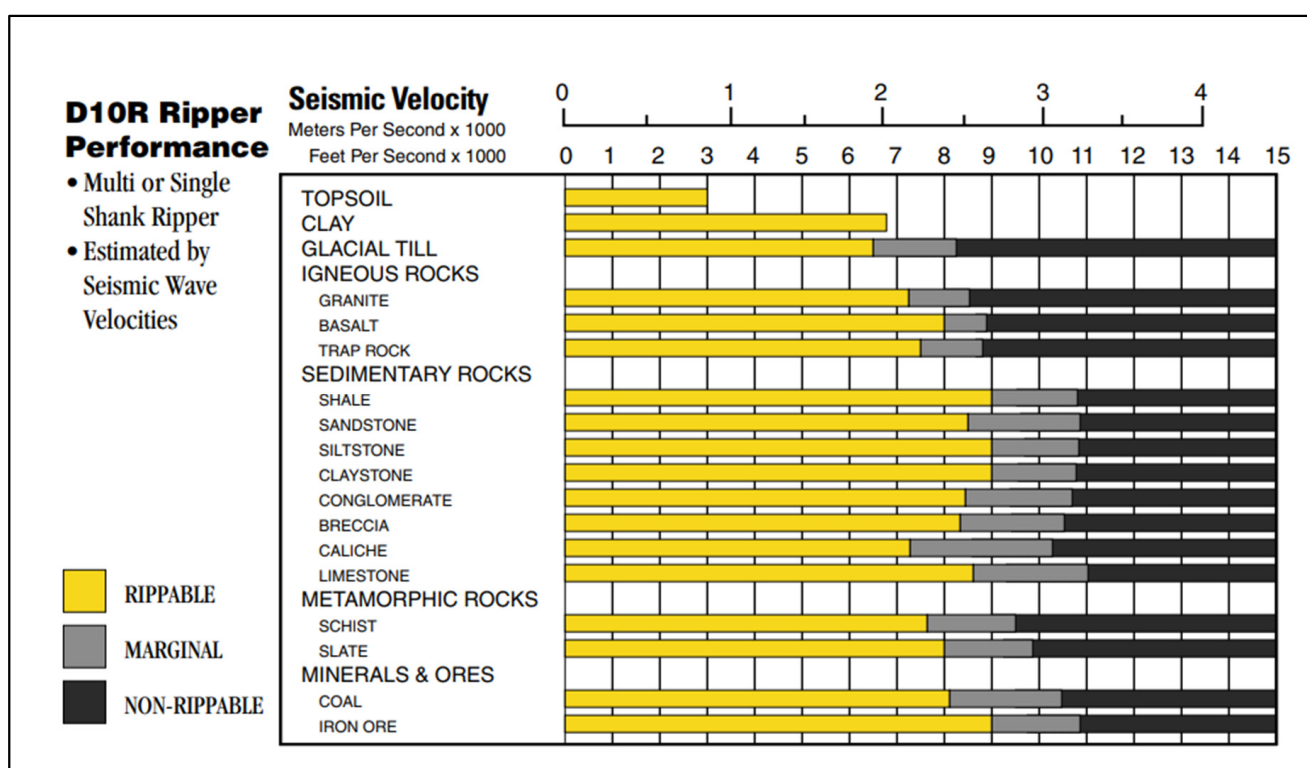 D10R Ripper
Performance
• Multi or Single
Shank Ripper
• Estimated by
Seismic Wave
Velocities
Seismic Velocity
Meters Per Second x 1000
0 1 2 3 4
Feet Per Second x 1000
0 1 2 3 4 5 6 7 8 9 10 11 12 13 14 15
TOPSOIL
CLAY
GLACIAL TILL
IGNEOUS ROCKS
GRANITE
BASALT
TRAP ROCK
SEDIMENTARY ROCKS
SHALE
SANDSTONE
SILTSTONE
CLAYSTONE
CONGLOMERATE
BRECCIA
CALICHE
LIMESTONE
METAMORPHIC ROCKS
SCHIST
SLATE
MINERALS & ORES
COAL
IRON ORE
RIPPABLE
MARGINAL
NON-RIPPABLE